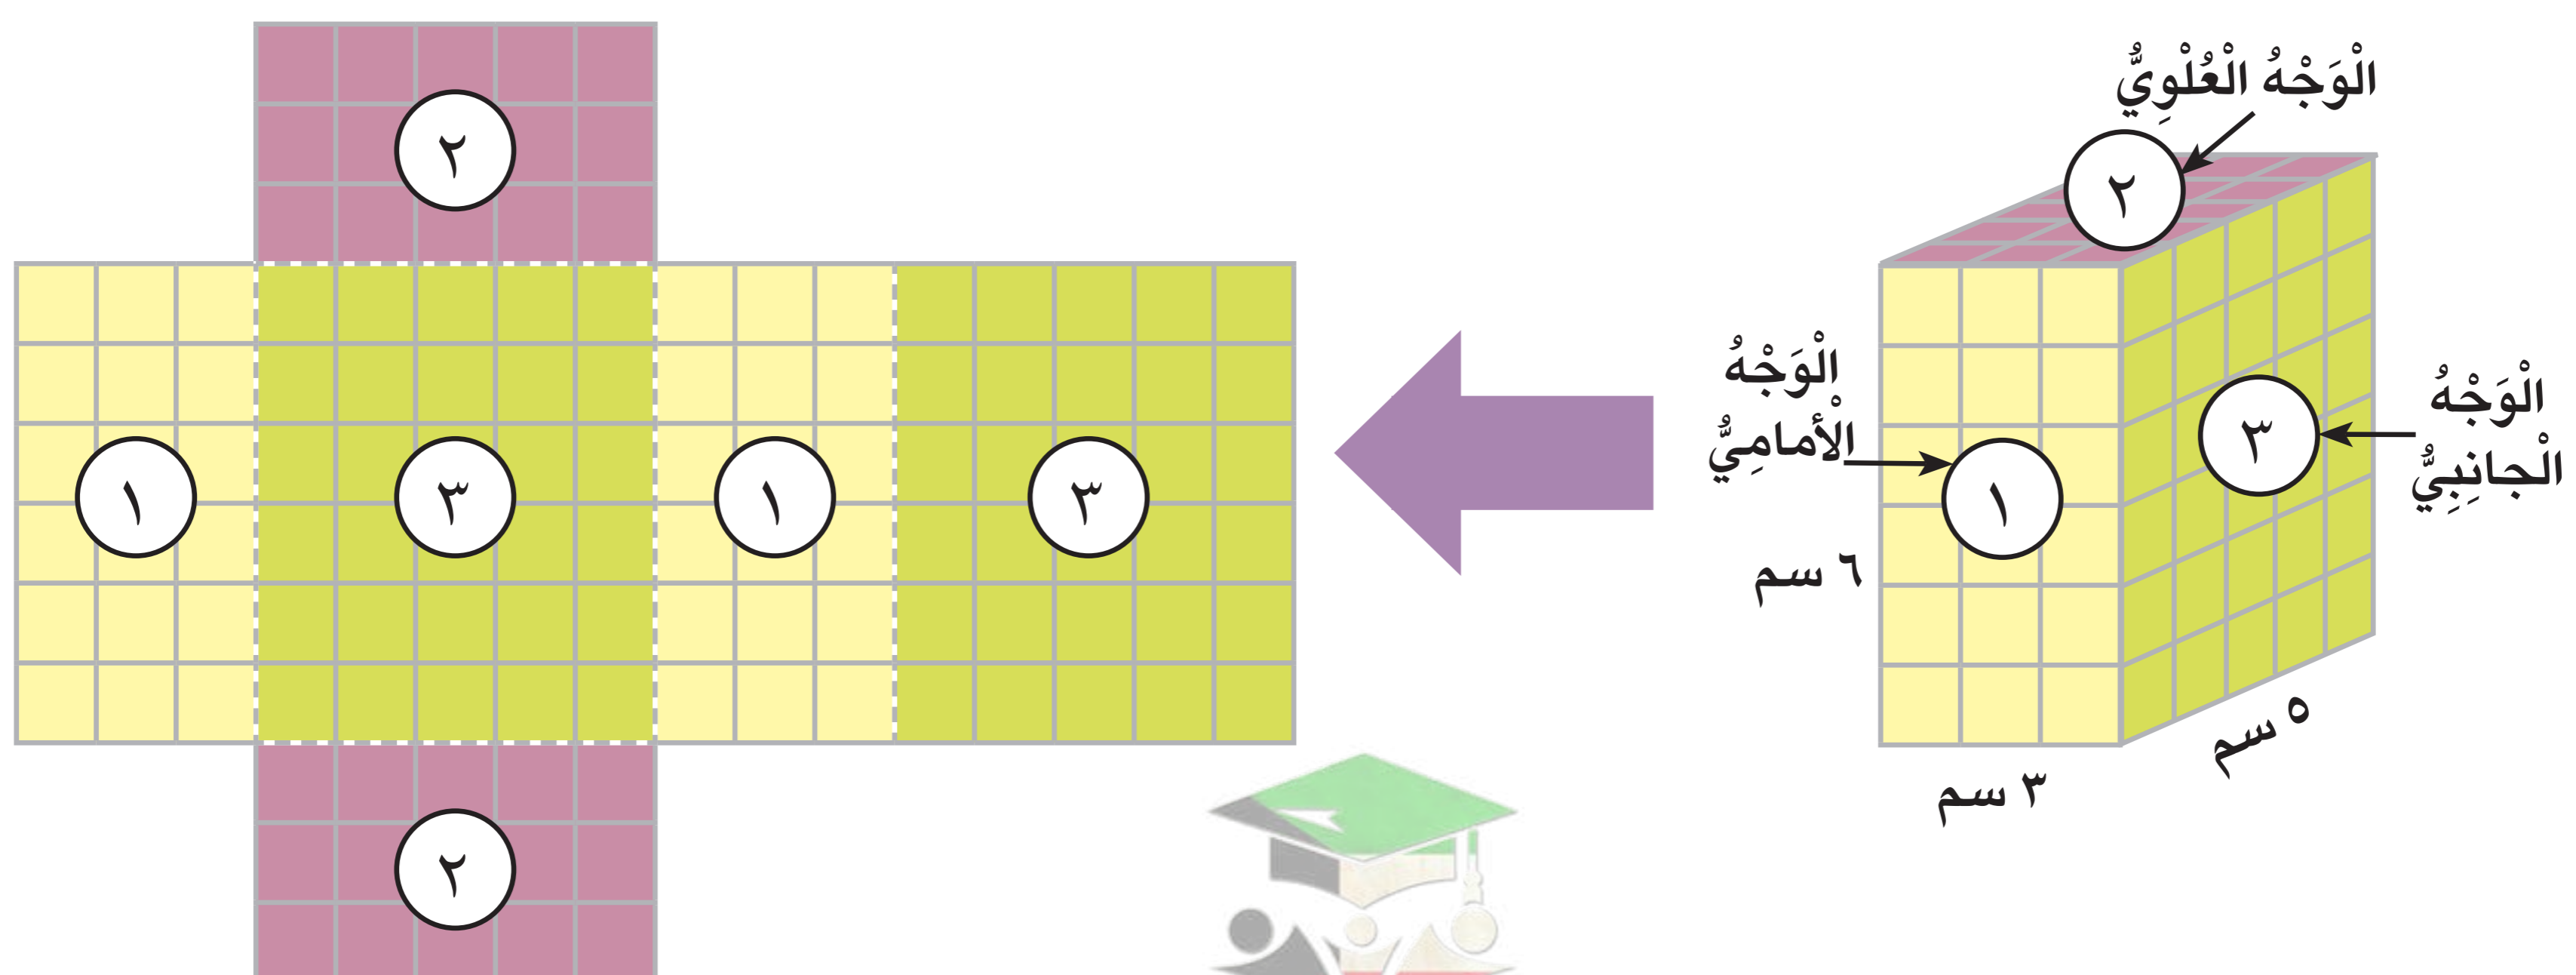 الْوَجْهُ الْعُلْوِيُّ
٢
٢
الْوَجْهُ
الْأَمامِيُّ
الْوَجْهُ
الْجانِبِيُّ
٣
١
١
٣
١
٣
٦ سم
٥ سم
٣ سم
٢